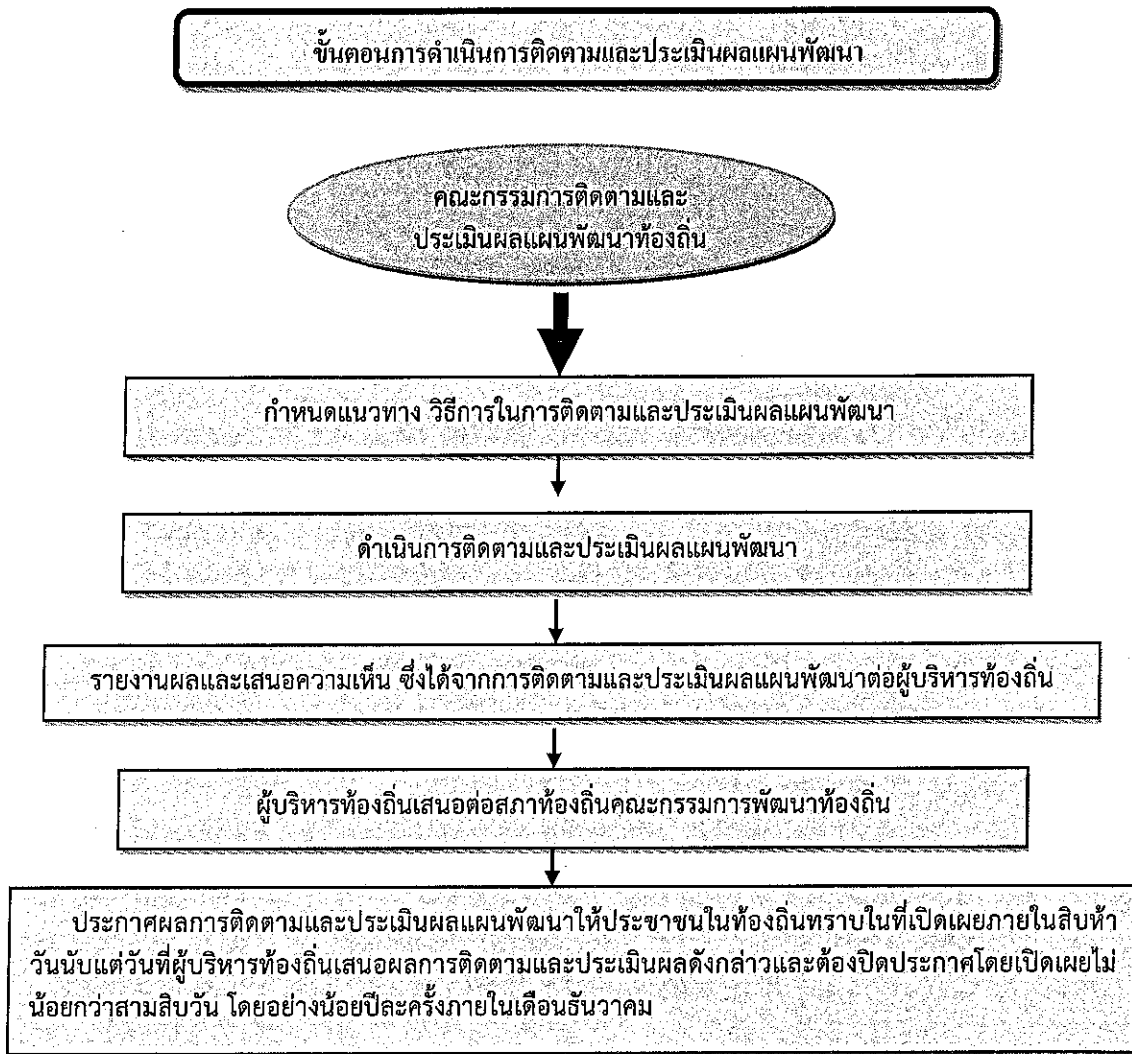 ขั้นตอนการดำเนินการติดตามและประเมินผลแผนพัฒนา
คณะกรรมการติดตามและ
ประเมินผลแผนพัฒนาท้องถิ่น
กำหนดแนวทาง วิธีการในการติดตามและประเมินผลแผนพัฒนา
ดำเนินการติดตามและประเมินผลแผนพัฒนา
รายงานผลและเสนอความเห็น ซึ่งได้จากการติดตามและประเมินผลแผนพัฒนาต่อผู้บริหารท้องถิ่น
ผู้บริหารท้องถิ่นเสนอต่อสภาท้องถิ่นคณะกรรมการพัฒนาท้องถิ่น
ประกาศผลการติดตามและประเมินผลแผนพัฒนาให้ประชาชนในท้องถิ่นทราบในที่เปิดเผยภายในสิบห้า
วันนับแต่วันที่ผู้บริหารท้องถิ่นเสนอผลการติดตามและประเมินผลดังกล่าวและต้องปิดประกาศโดยเปิดเผยไม่
น้อยกว่าสามสิบวัน โดยอย่างน้อยปีละครั้งภายในเดือนธันวาคม